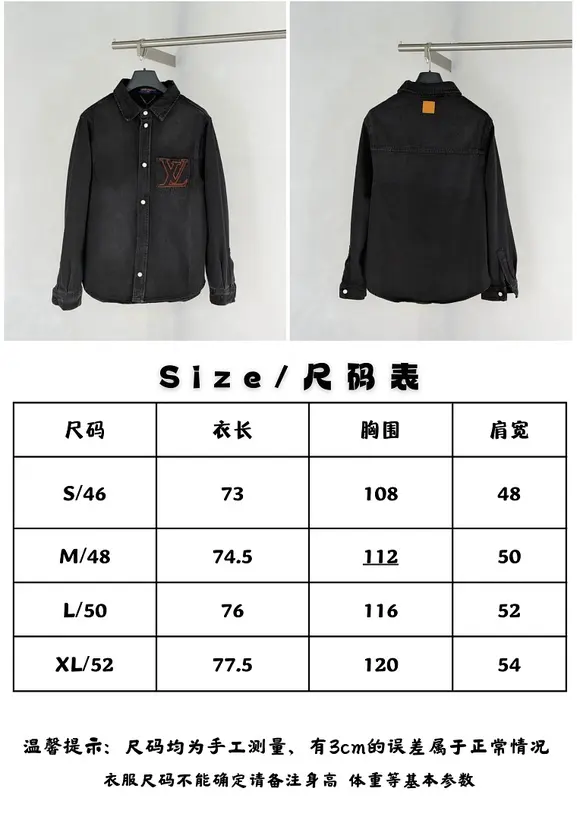 LV
Size/尺码表
尺码 衣长 胸围 肩宽
S/46 73 108 48
M/48 74.5 112 50
L/50 76 116 52
XL/52 77.5 120 54
温馨提示：尺码均为手工测量、有3cm的误差属于正常情况
衣服尺码不能确定请备注身高 体重等基本参数